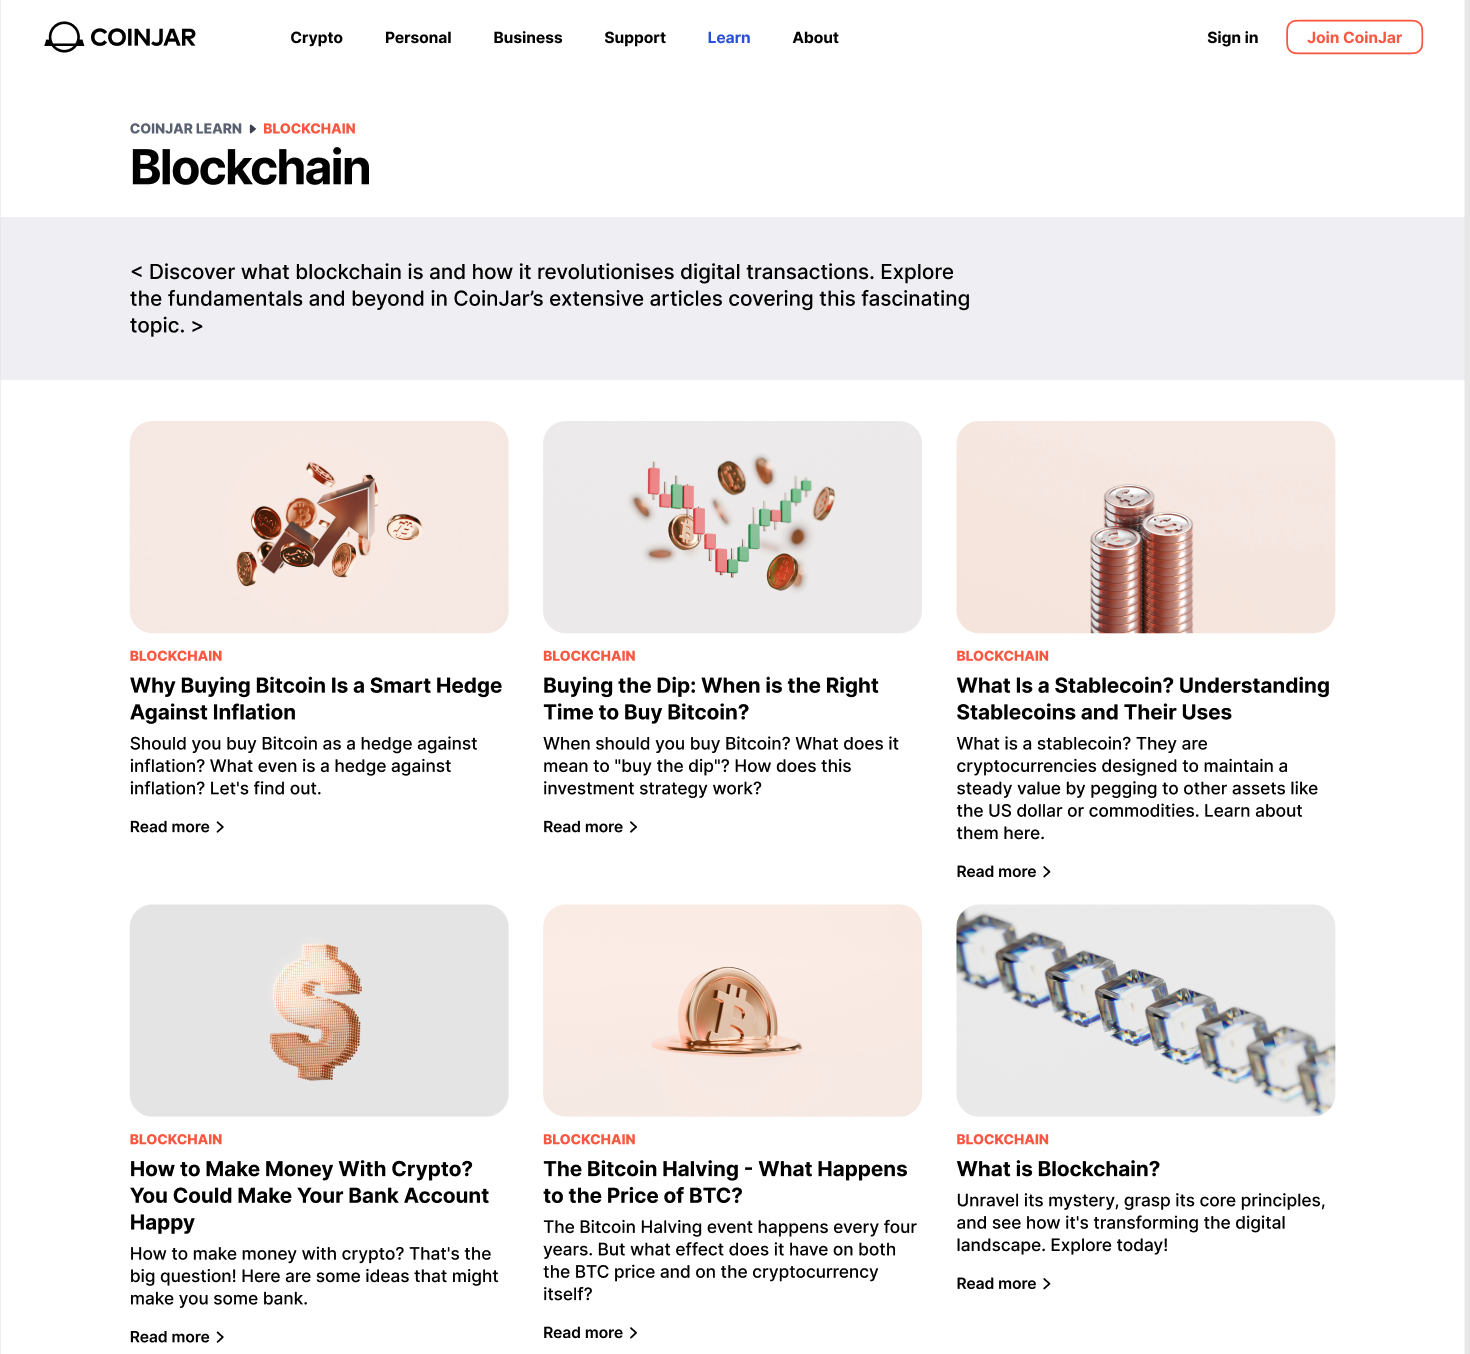 COINJAR
Crypto Personal Business Support Learn About
Sign in Join CoinJar
COINJAR LEARN BLOCKCHAIN
Blockchain
< Discover what blockchain is and how it revolutionises digital transactions. Explore
the fundamentals and beyond in CoinJar’s extensive articles covering this fascinating
topic. >
BLOCKCHAIN
Why Buying Bitcoin Is a Smart Hedge
Against Inflation
Should you buy Bitcoin as a hedge against
inflation? What even is a hedge against
inflation? Let's find out.
Read more
BLOCKCHAIN
Buying the Dip: When is the Right
Time to Buy Bitcoin?
When should you buy Bitcoin? What does it
mean to "buy the dip"? How does this
investment strategy work?
Read more
BLOCKCHAIN
What Is a Stablecoin? Understanding
Stablecoins and Their Uses
What is a stablecoin? They are
cryptocurrencies designed to maintain a
steady value by pegging to other assets like
the US dollar or commodities. Learn about
them here.
Read more
BLOCKCHAIN
How to Make Money With Crypto?
You Could Make Your Bank Account
Happy
How to make money with crypto? That's the
big question! Here are some ideas that might
make you some bank.
Read more
BLOCKCHAIN
The Bitcoin Halving - What Happens
to the Price of BTC?
The Bitcoin Halving event happens every four
years. But what effect does it have on both
the BTC price and on the cryptocurrency
itself?
Read more
BLOCKCHAIN
What is Blockchain?
Unravel its mystery, grasp its core principles,
and see how it's transforming the digital
landscape. Explore today!
Read more